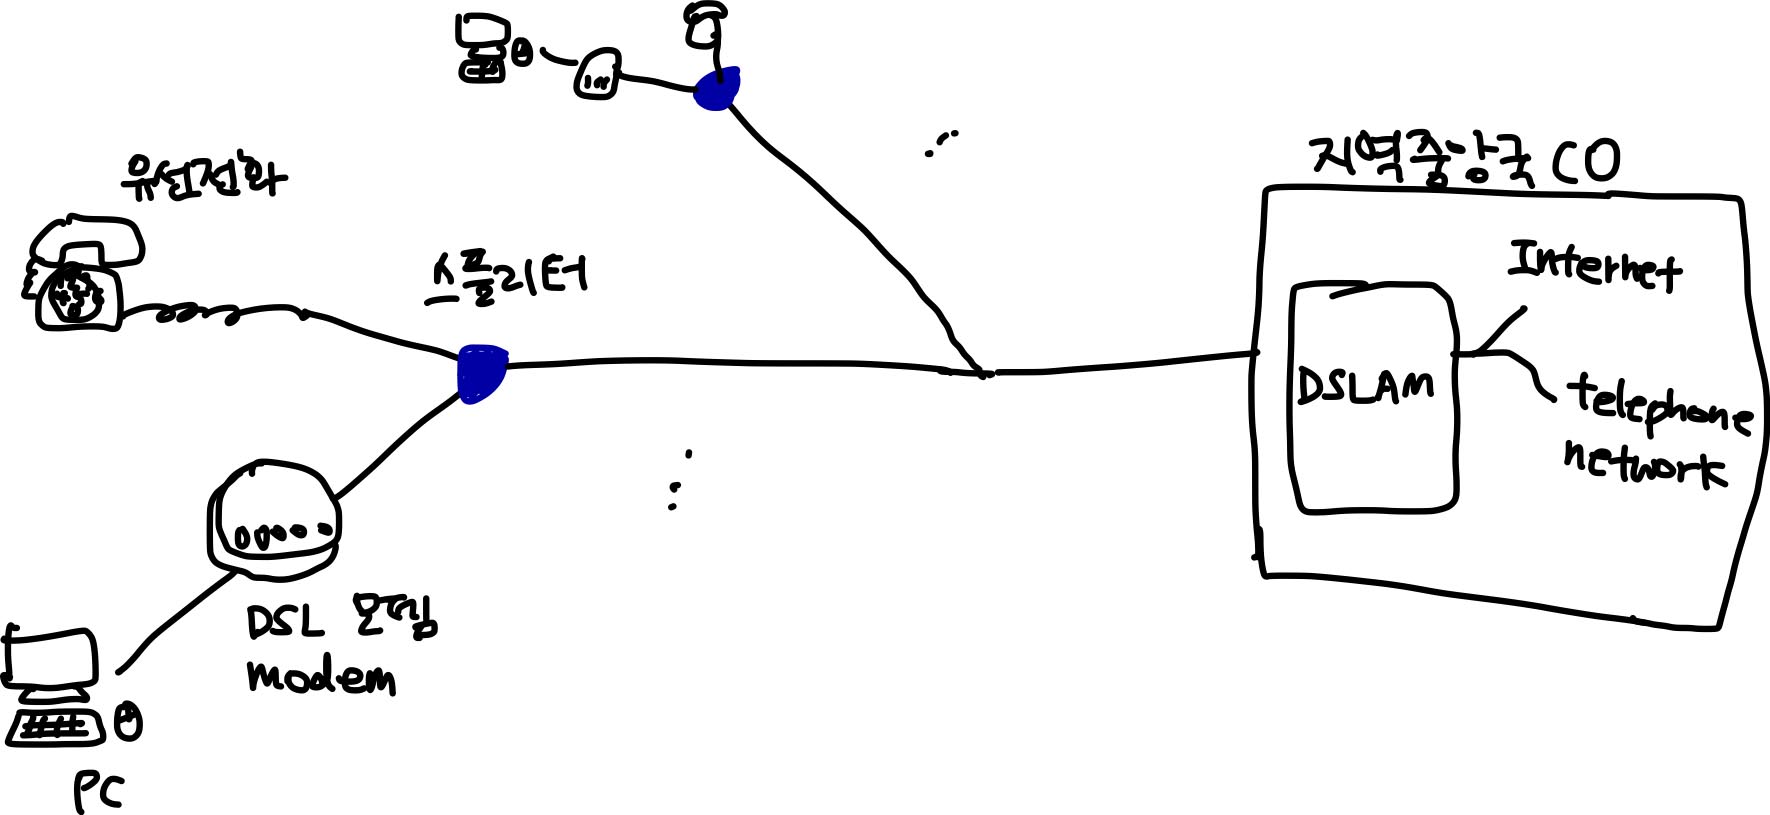 유선전화
스플리터
지역중앙국 CO
Internet
DSLAM
telephone
network
DSL 모뎀
modem
PC